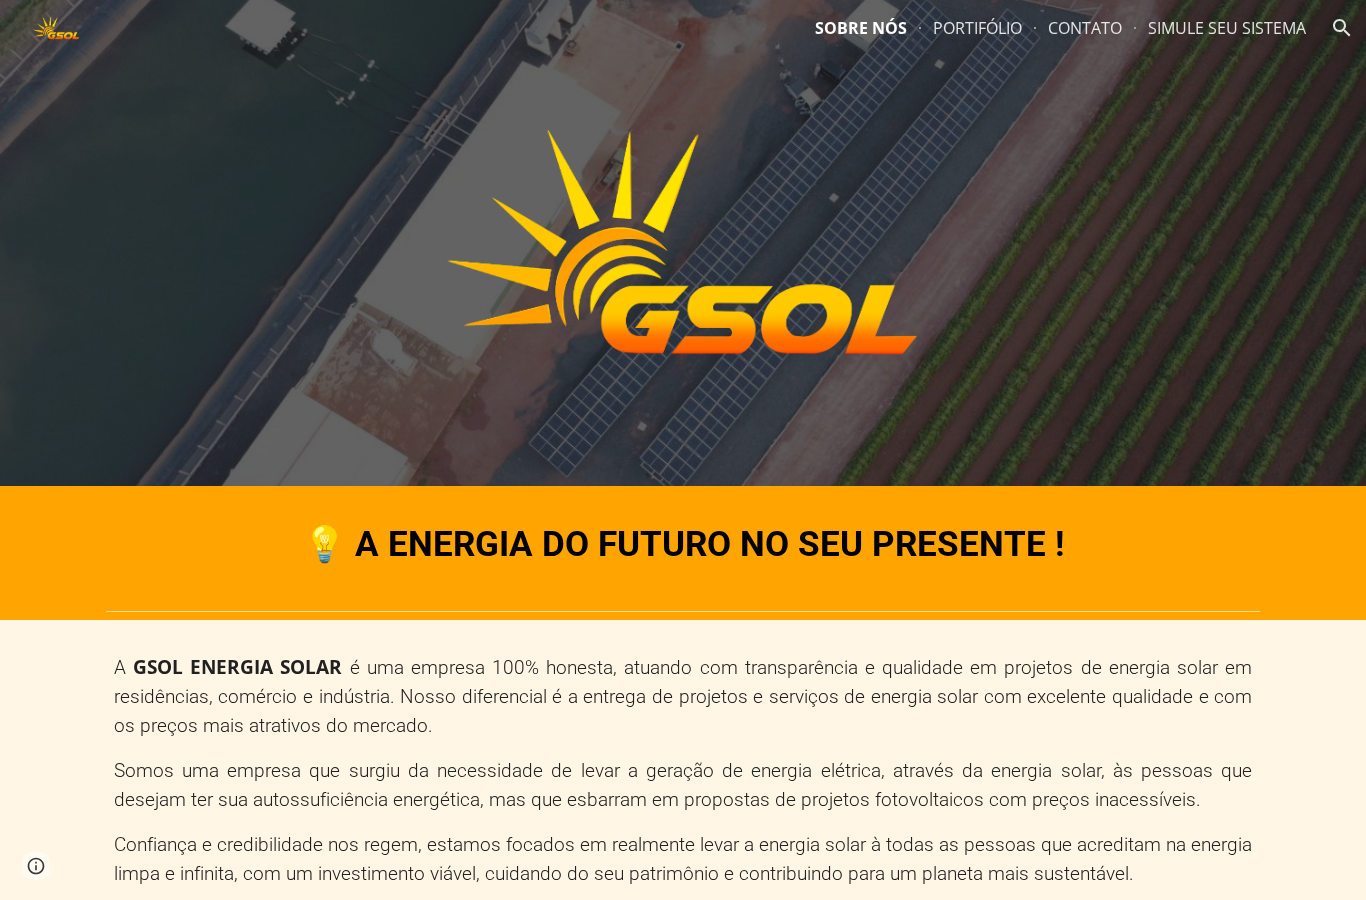 GSOL
SOBRE NÓS
PORTIFÓLIO
CONTATO
SIMULE SEU SISTEMA
GSOL
💡 A ENERGIA DO FUTURO NO SEU PRESENTE !
A GSOL ENERGIA SOLAR é uma empresa 100% honesta, atuando com transparência e qualidade em projetos de energia solar em
residências, comércio e indústria. Nosso diferencial é a entrega de projetos e serviços de energia solar com excelente qualidade e com
os preços mais atrativos do mercado.
Somos uma empresa que surgiu da necessidade de levar a geração de energia elétrica, através da energia solar, às pessoas que
desejam ter sua autossuficiência energética, mas que esbarram em propostas de projetos fotovoltaicos com preços inacessíveis.
Confiança e credibilidade nos regem, estamos focados em realmente levar a energia solar à todas as pessoas que acreditam na energia
limpa e infinita, com um investimento viável, cuidando do seu patrimônio e contribuindo para um planeta mais sustentável.